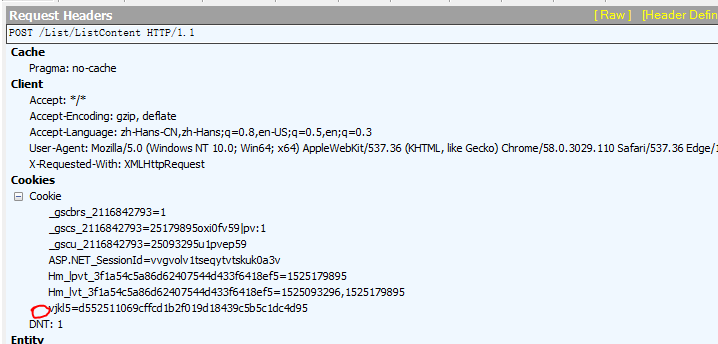 Request Headers [ Raw ] [Header Defin
POST /List/ListContent HTTP/1.1
Cache
Pragma: no-cache
Client
Accept: */*
Accept-Encoding: gzip, deflate
Accept-Language: zh-Hans-CN,zh-Hans;q=0.8,en-US;q=0.5,en;q=0.3
User-Agent: Mozilla/5.0 (Windows NT 10.0; Win64; x64) AppleWebKit/537.36 (KHTML, like Gecko) Chrome/58.0.3029.110 Safari/537.36 Edge/1
X-Requested-With: XMLHttpRequest
Cookies
Cookie
_gscbrs_2116842793=1
_gscs_2116842793=25179895oxi0fv59|pv:1
_gscu_2116842793=25093295u1pvep59
ASP.NET_SessionId=vvgvolv1tseqytvtskuk0a3v
Hm_lpvt_3f1a54c5a86d62407544d433f6418ef5=1525179895
Hm_lvt_3f1a54c5a86d62407544d433f6418ef5=1525093296,1525179895
vjkl5=d552511069cffcd1b2f019d18439c5b5c1dc4d95
DNT: 1
Entity